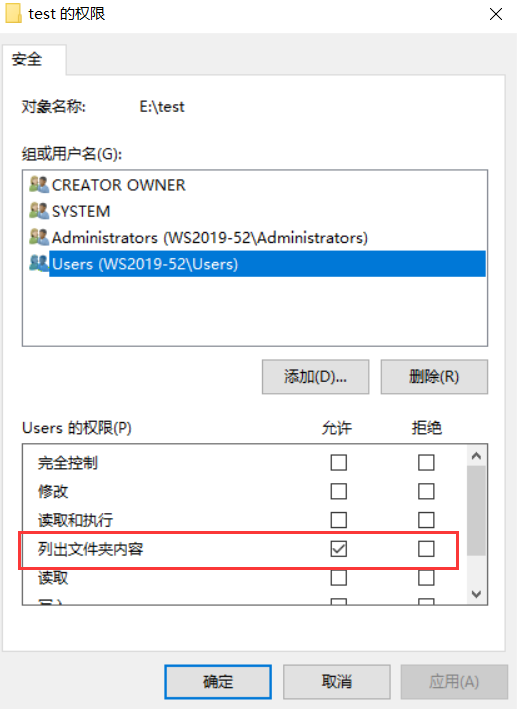 test 的权限
安全
对象名称: E:\test
组或用户名(G):
CREATOR OWNER
SYSTEM
Administrators (WS2019-52\Administrators)
Users (WS2019-52\Users)
添加(D)... 删除(R)
Users 的权限(P) 允许 拒绝
完全控制
修改
读取和执行
列出文件夹内容
读取
确定 取消 应用(A)